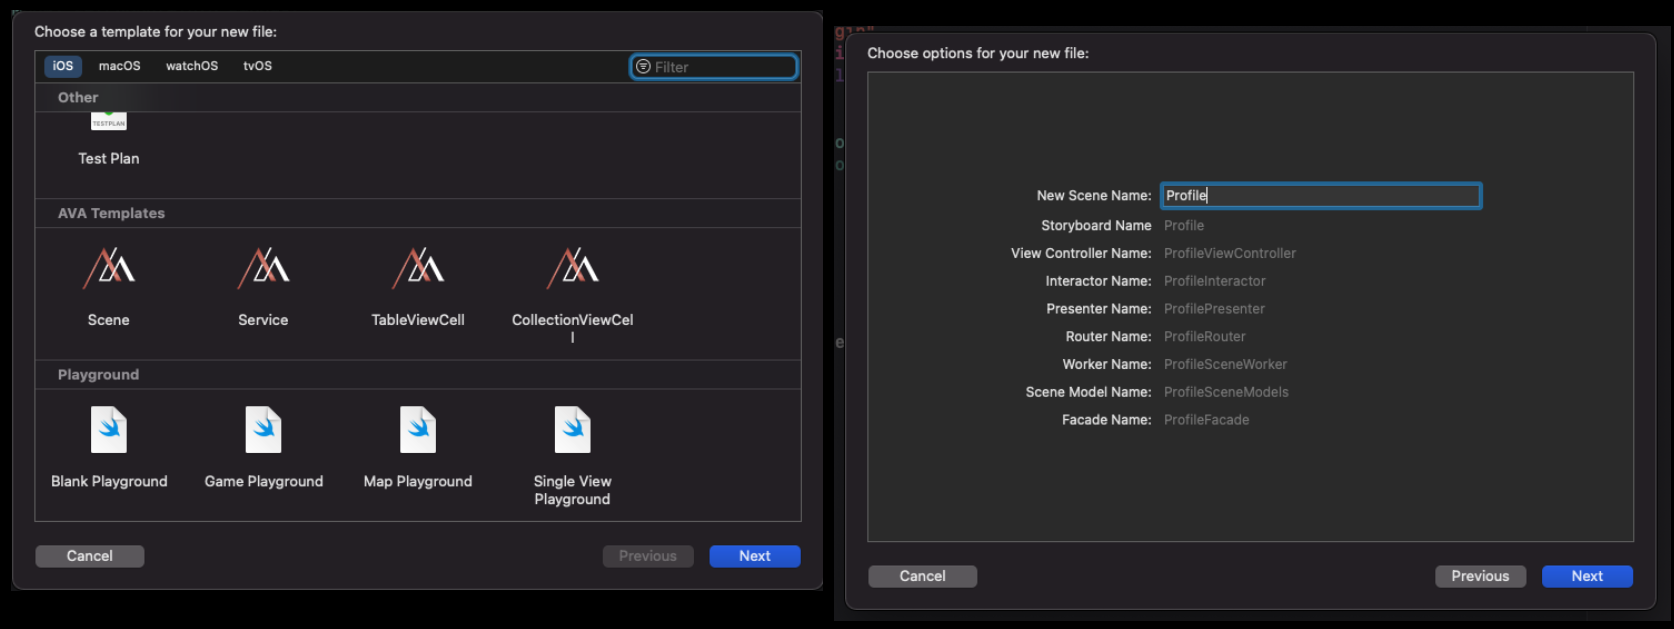 Choose a template for your new file:
iOS macOS watchOS tvOS Filter
Other
TESTPLAN
Test Plan
AVA Templates
Scene Service TableViewCell CollectionViewCel
l
Playground
Blank Playground Game Playground Map Playground Single View
Playground
Cancel Previous Next
Choose options for your new file:
New Scene Name: Profile
Storyboard Name Profile
View Controller Name: ProfileViewController
Interactor Name: ProfileInteractor
Presenter Name: ProfilePresenter
Router Name: ProfileRouter
Worker Name: ProfileSceneWorker
Scene Model Name: ProfileSceneModels
Facade Name: ProfileFacade
Cancel Previous Next